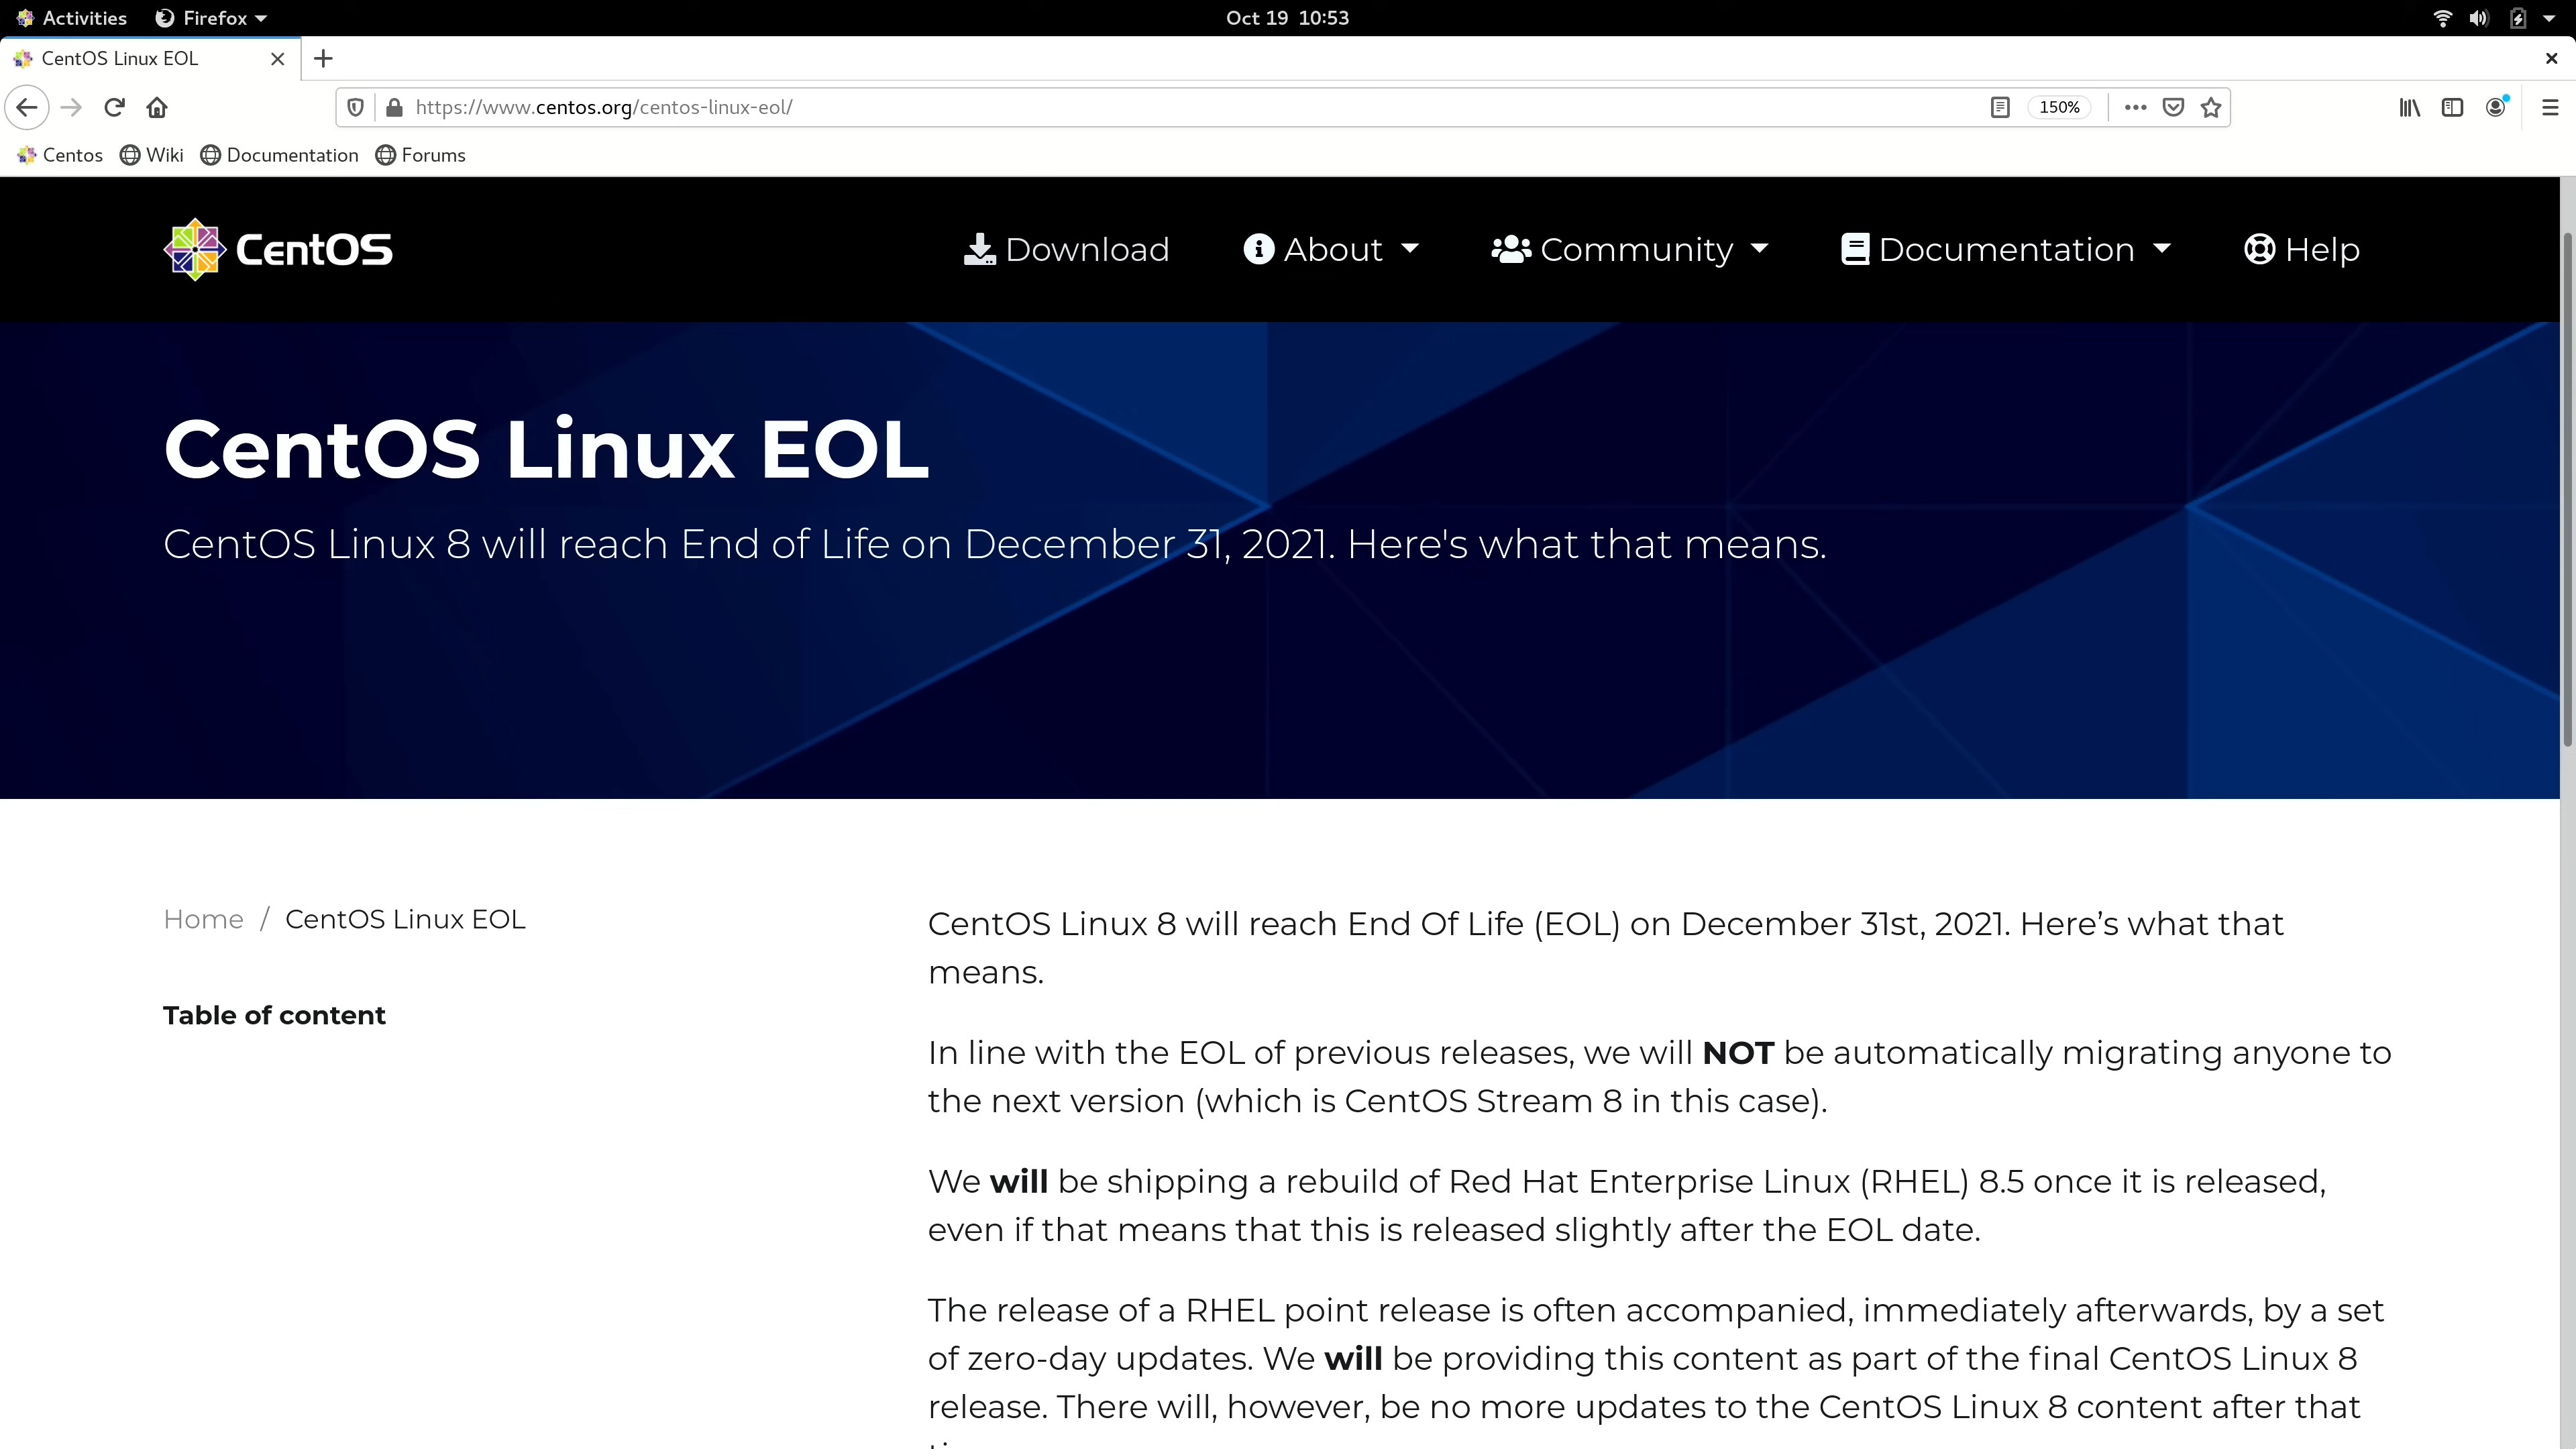 Activities Firefox Oct 19 10:53
CentOS Linux EOL
https://www.centos.org/centos-linux-eol/ 150%
Centos Wiki Documentation Forums
CentOS Download About Community Documentation Help
CentOS Linux EOL
CentOS Linux 8 will reach End of Life on December 31, 2021. Here's what that means.
Home / CentOS Linux EOL
Table of content
CentOS Linux 8 will reach End Of Life (EOL) on December 31st, 2021. Here’s what that
means.
In line with the EOL of previous releases, we will NOT be automatically migrating anyone to
the next version (which is CentOS Stream 8 in this case).
We will be shipping a rebuild of Red Hat Enterprise Linux (RHEL) 8.5 once it is released,
even if that means that this is released slightly after the EOL date.
The release of a RHEL point release is often accompanied, immediately afterwards, by a set
of zero-day updates. We will be providing this content as part of the final CentOS Linux 8
release. There will, however, be no more updates to the CentOS Linux 8 content after that